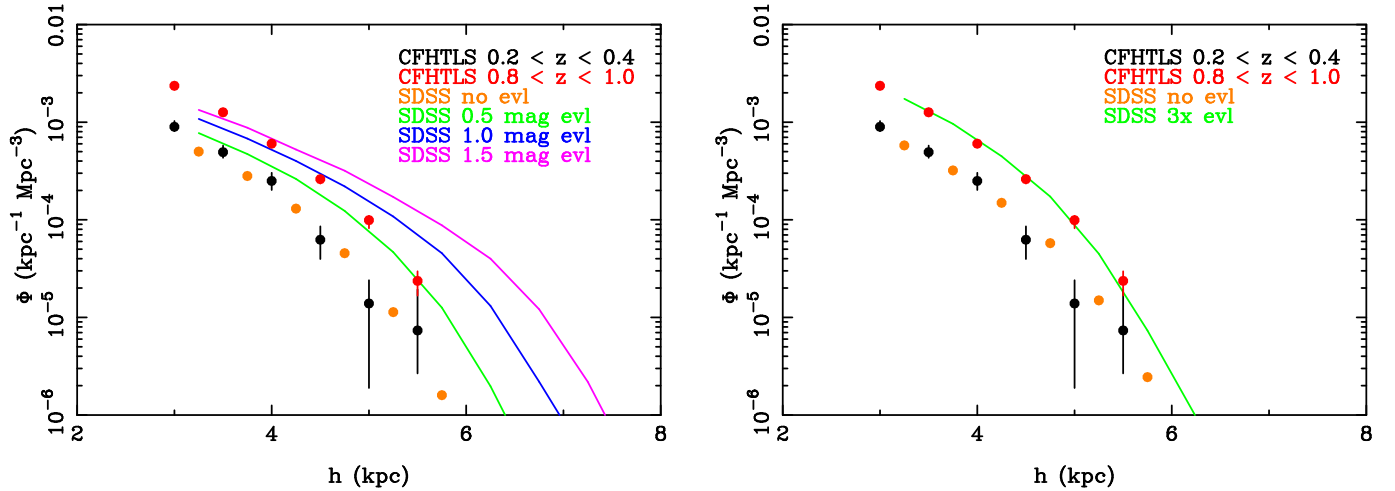 0.01
10⁻³
10⁻⁴
10⁻⁵
10⁻⁶
Φ (kpc⁻¹ Mpc⁻³)
CFHTLS 0.2 < z < 0.4
CFHTLS 0.8 < z < 1.0
SDSS no evl
SDSS 0.5 mag evl
SDSS 1.0 mag evl
SDSS 1.5 mag evl
2 4 6 8
h (kpc)
0.01
10⁻³
10⁻⁴
10⁻⁵
10⁻⁶
Φ (kpc⁻¹ Mpc⁻³)
CFHTLS 0.2 < z < 0.4
CFHTLS 0.8 < z < 1.0
SDSS no evl
SDSS 3x evl
2 4 6 8
h (kpc)